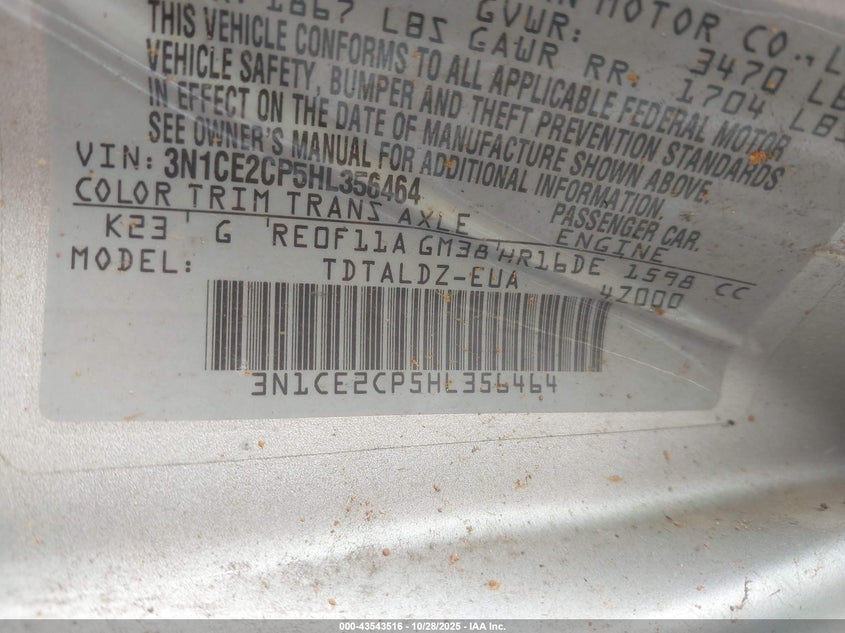 1867 LBS GVWR: MOTOR CO., L
GAWR RR. 3470 LB
1704 LBS
THIS VEHICLE CONFORMS TO ALL APPLICABLE FEDERAL MOTOR
VEHICLE SAFETY, BUMPER AND THEFT PREVENTION STANDARDS
IN EFFECT ON THE DATE OF MANUFACTURE SHOWN ABOVE.
SEE OWNER'S MANUAL FOR ADDITIONAL INFORMATION.
VIN: 3N1CE2CP5HL356464 PASSENGER CAR.
COLOR TRIM TRANS AXLE ENGINE
K23 G RE0F11A GM38 HR16DE 1598 CC
MODEL: TDTALDZ-EUA 47000
3N1CE2CP5HL356464
000-43543516 | 10/28/2025 - IAA Inc.